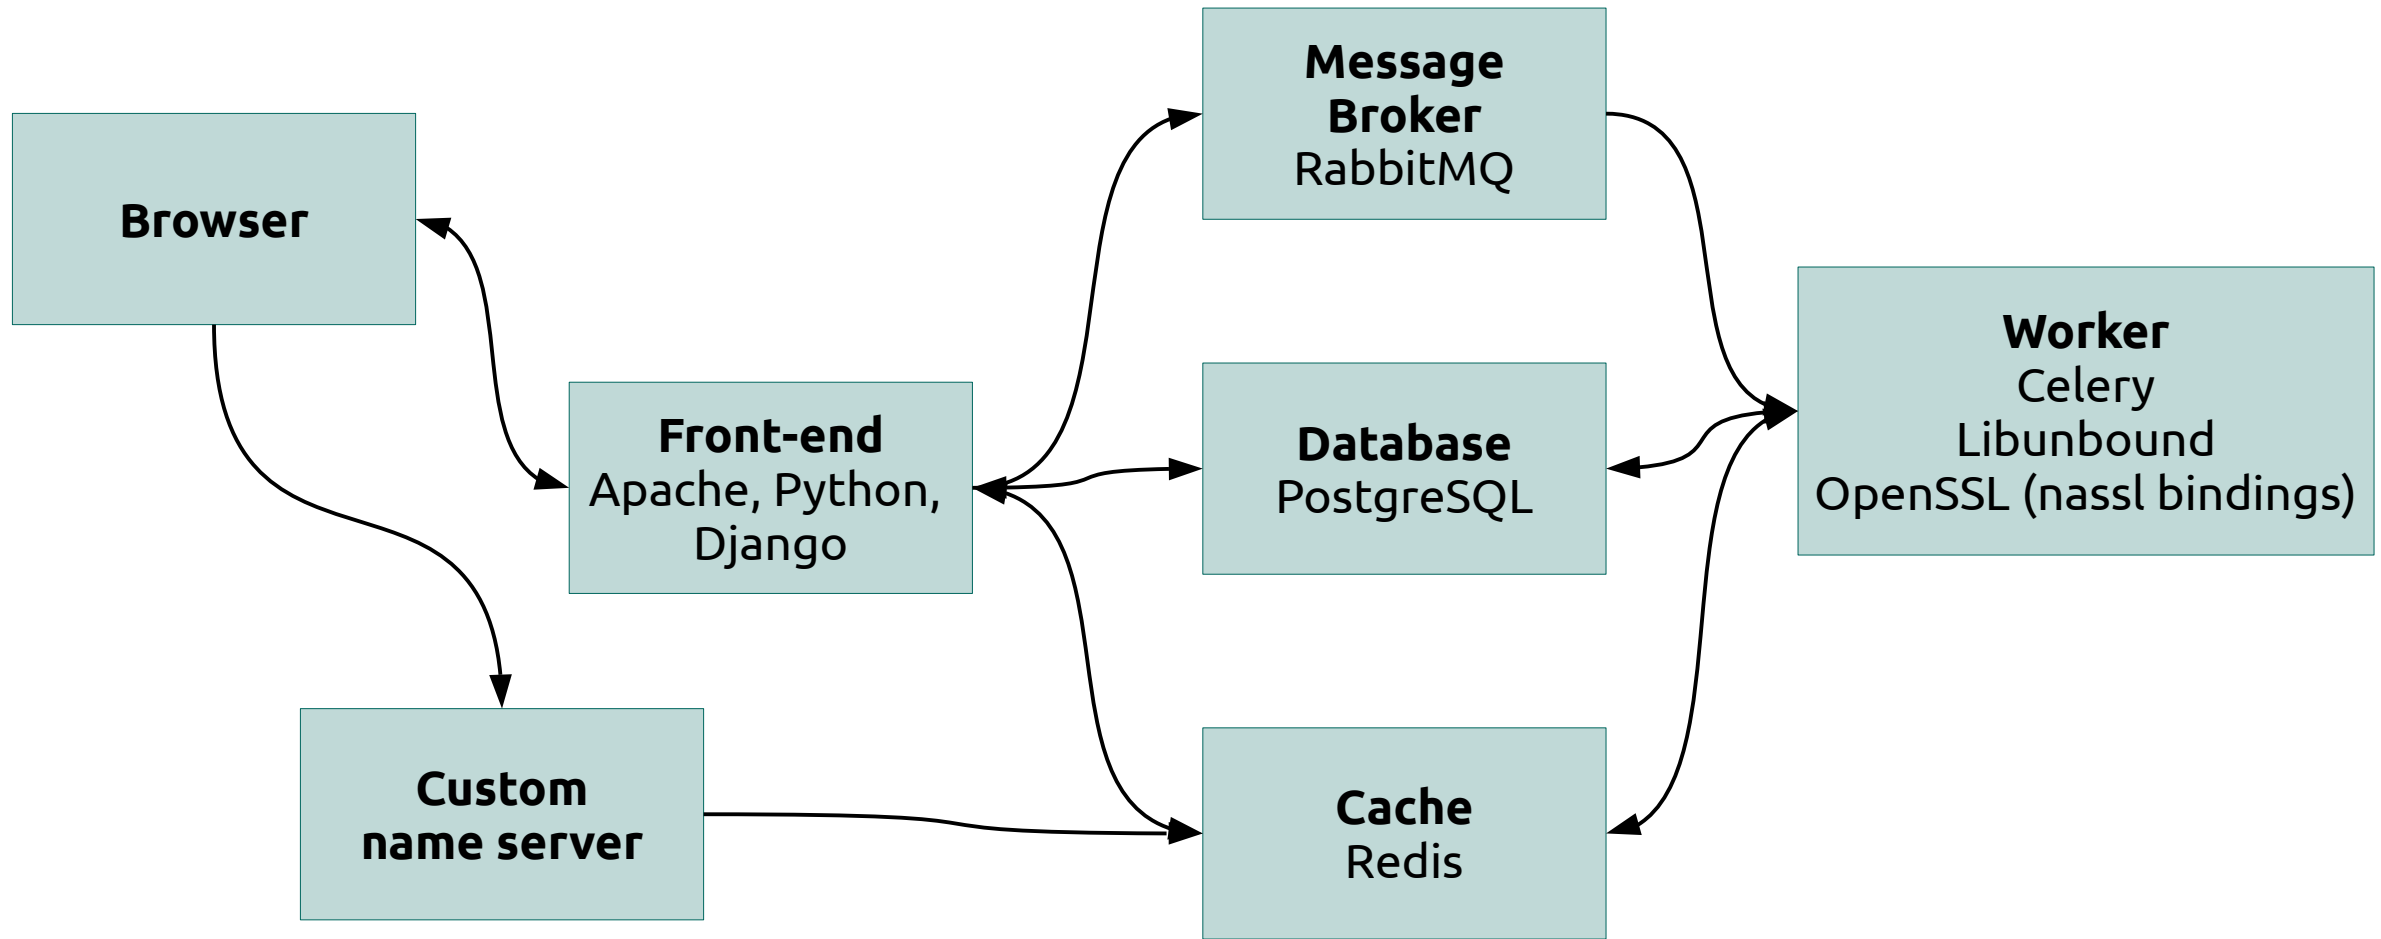 Browser
Front-end
Apache, Python,
Django
Custom
name server
Message
Broker
RabbitMQ
Database
PostgreSQL
Cache
Redis
Worker
Celery
Libunbound
OpenSSL (nassl bindings)